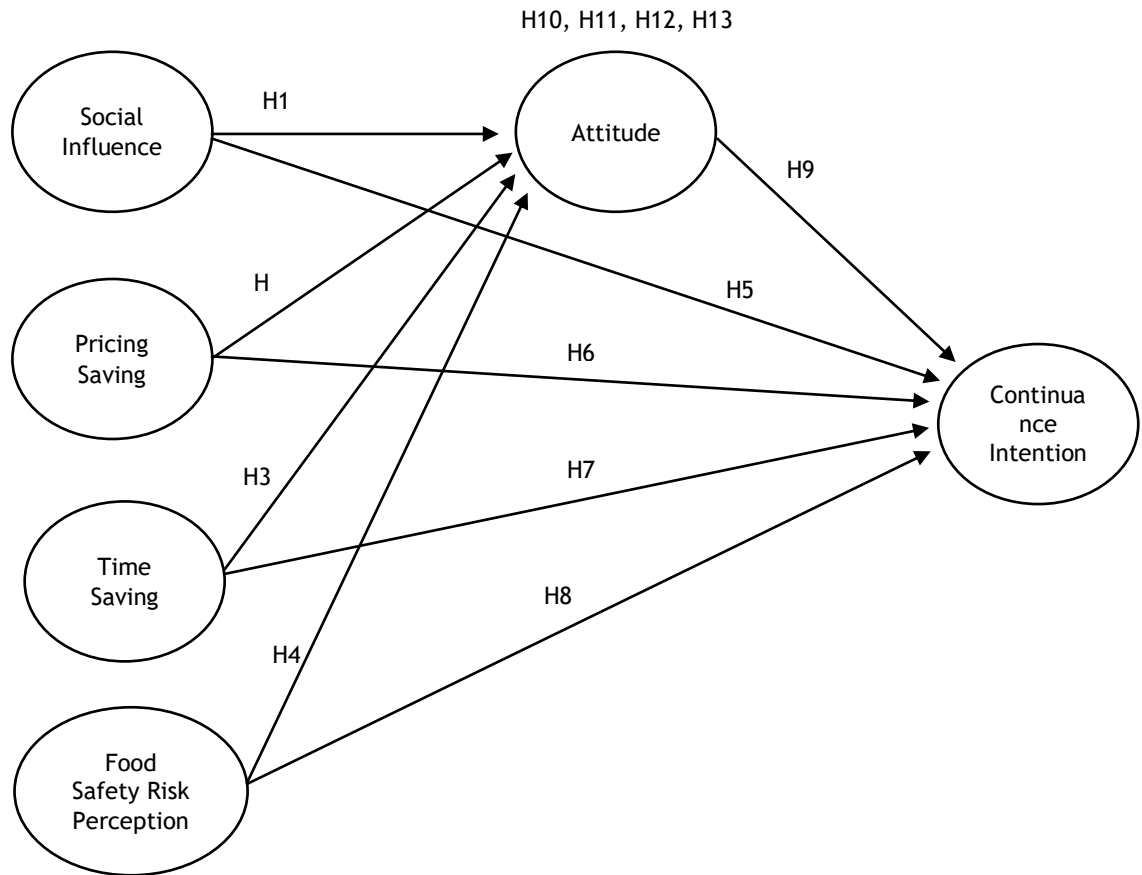 H10, H11, H12, H13
Social
Influence
H1
Attitude
H9
H
H5
Pricing
Saving
H6
Continua
nce
Intention
H3
H7
Time
Saving
H8
H4
Food
Safety Risk
Perception